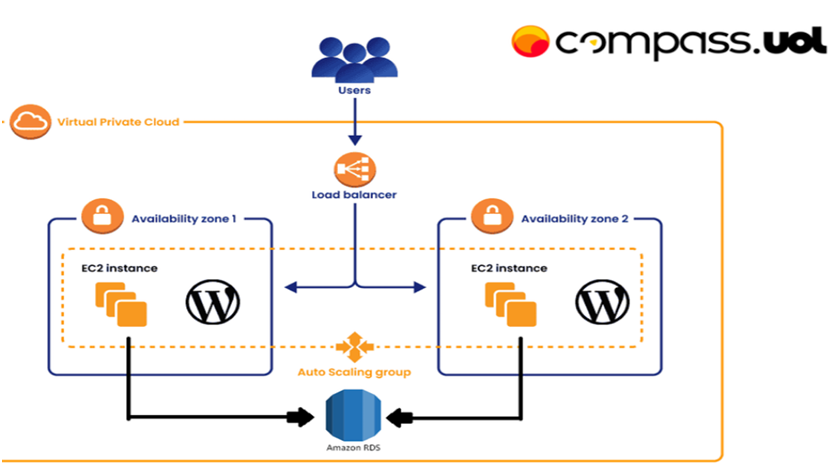 compass.uol
Users
Virtual Private Cloud
Load balancer
Availability zone 1
Availability zone 2
EC2 instance
EC2 instance
Auto Scaling group
Amazon RDS